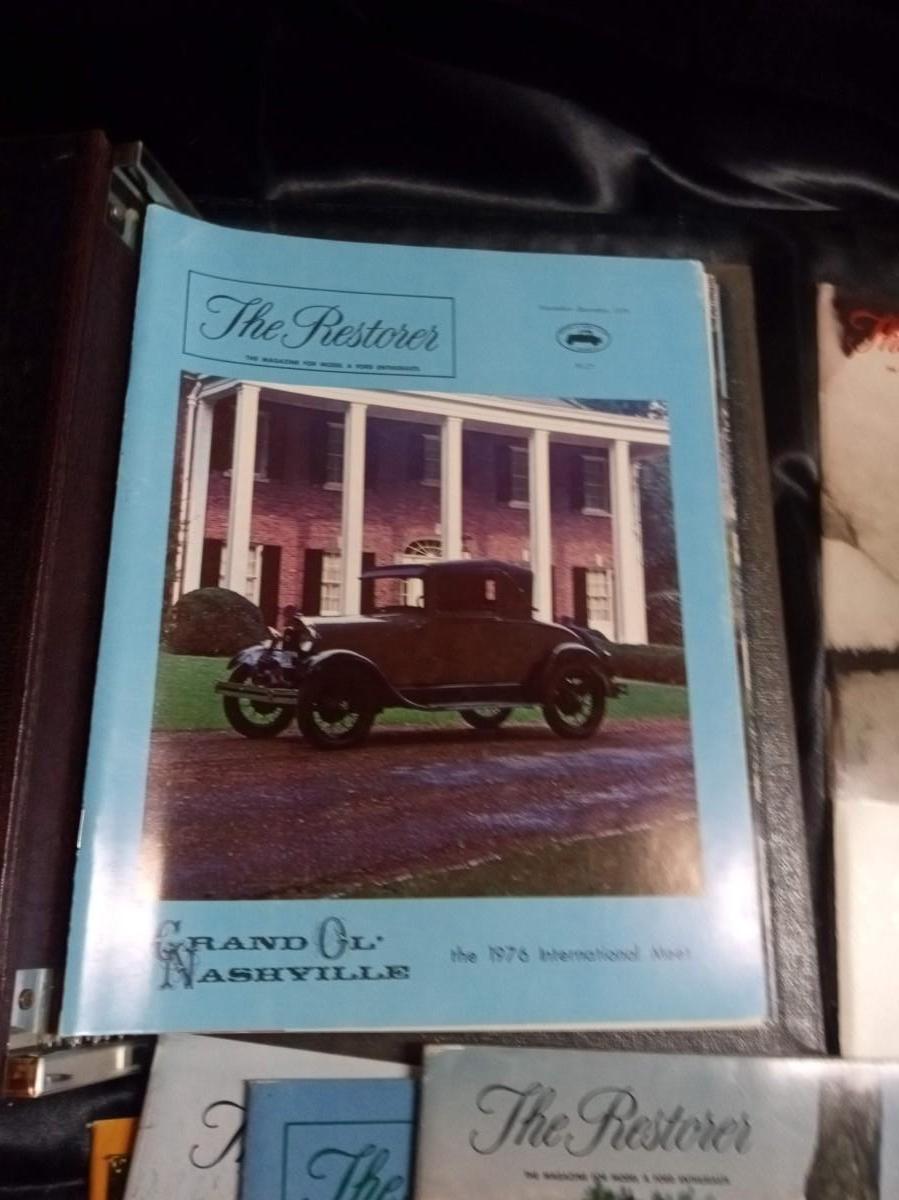 The Restorer
THE MAGAZINE FOR MODEL A FORD ENTHUSIASTS
GRAND OL'
NASHVILLE
the 1976 International Meet
The
The Restorer
THE MAGAZINE FOR MODEL A FORD ENTHUSIASTS